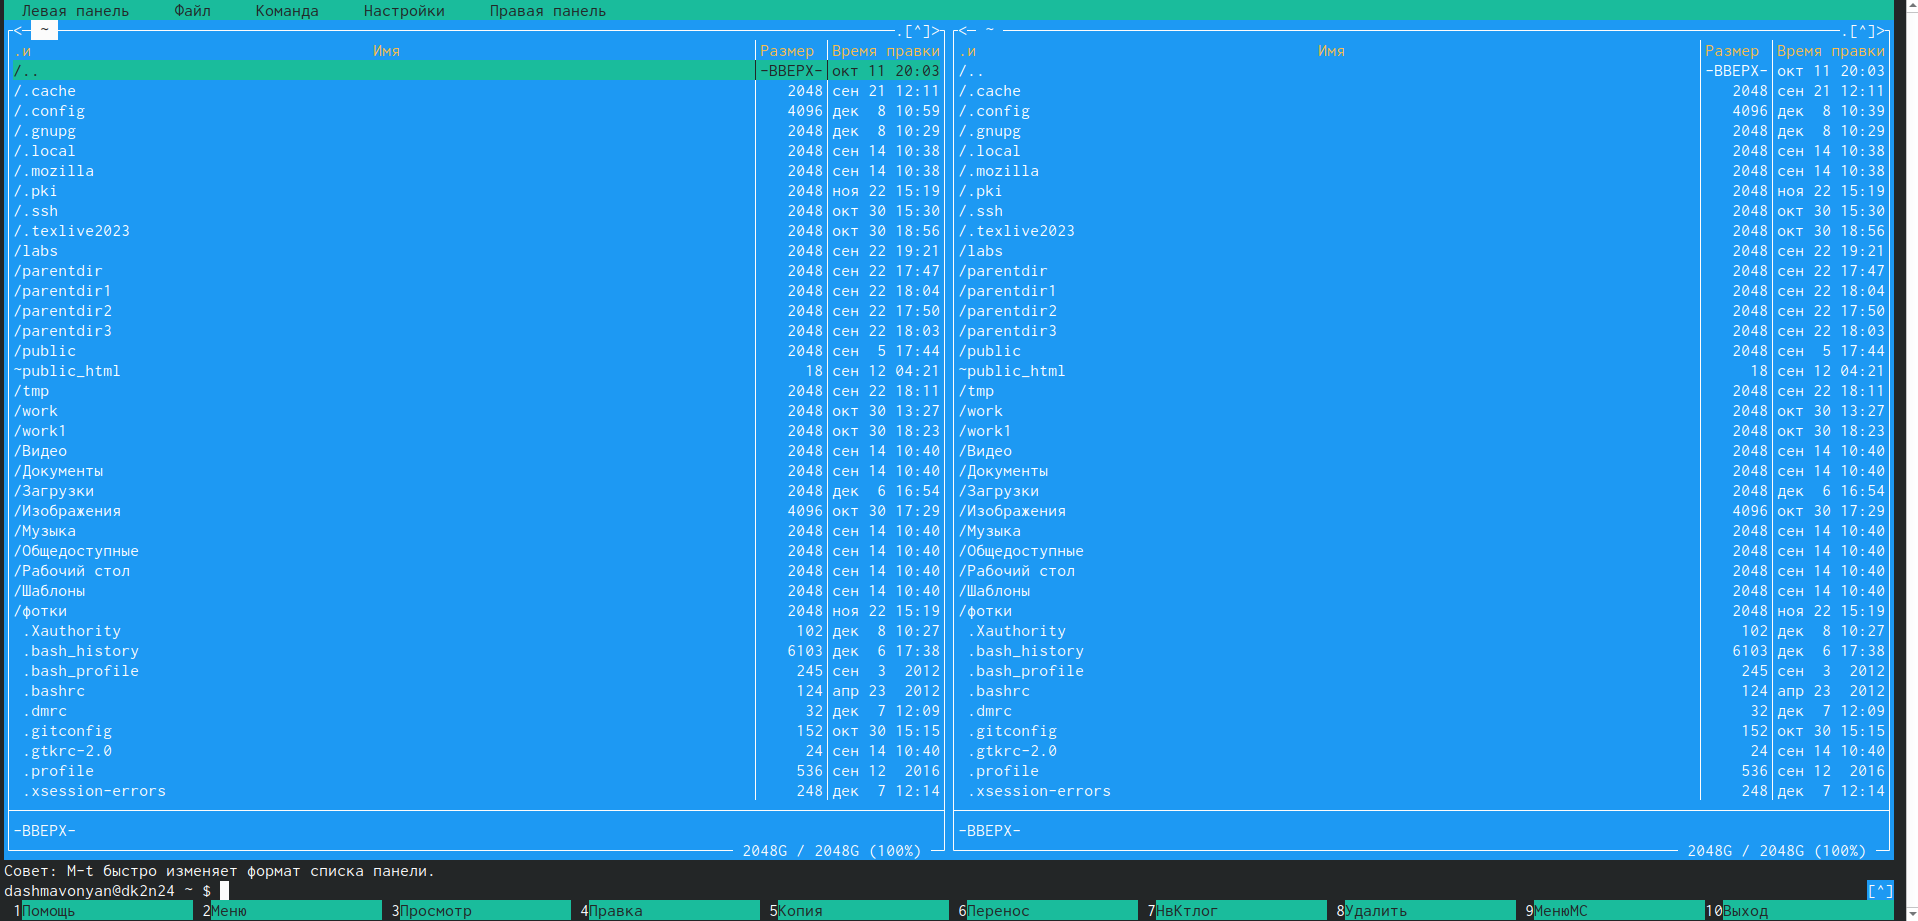 Левая панель Файл Команда Настройки Правая панель
<─ ~ .[^]> <─ ~ .[^]>
.и Имя Размер Время правки .и Имя Размер Время правки
/.. -ВВЕРХ- окт 11 20:03 /.. -ВВЕРХ- окт 11 20:03
/.cache 2048 сен 21 12:11 /.cache 2048 сен 21 12:11
/.config 4096 дек 8 10:59 /.config 4096 дек 8 10:39
/.gnupg 2048 дек 8 10:29 /.gnupg 2048 дек 8 10:29
/.local 2048 сен 14 10:38 /.local 2048 сен 14 10:38
/.mozilla 2048 сен 14 10:38 /.mozilla 2048 сен 14 10:38
/.pki 2048 ноя 22 15:19 /.pki 2048 ноя 22 15:19
/.ssh 2048 окт 30 15:30 /.ssh 2048 окт 30 15:30
/.texlive2023 2048 окт 30 18:56 /.texlive2023 2048 окт 30 18:56
/labs 2048 сен 22 19:21 /labs 2048 сен 22 19:21
/parentdir 2048 сен 22 17:47 /parentdir 2048 сен 22 17:47
/parentdir1 2048 сен 22 18:04 /parentdir1 2048 сен 22 18:04
/parentdir2 2048 сен 22 17:50 /parentdir2 2048 сен 22 17:50
/parentdir3 2048 сен 22 18:03 /parentdir3 2048 сен 22 18:03
/public 2048 сен 5 17:44 /public 2048 сен 5 17:44
~public_html 18 сен 12 04:21 ~public_html 18 сен 12 04:21
/tmp 2048 сен 22 18:11 /tmp 2048 сен 22 18:11
/work 2048 окт 30 13:27 /work 2048 окт 30 13:27
/work1 2048 окт 30 18:23 /work1 2048 окт 30 18:23
/Видео 2048 сен 14 10:40 /Видео 2048 сен 14 10:40
/Документы 2048 сен 14 10:40 /Документы 2048 сен 14 10:40
/Загрузки 2048 дек 6 16:54 /Загрузки 2048 дек 6 16:54
/Изображения 4096 окт 30 17:29 /Изображения 4096 окт 30 17:29
/Музыка 2048 сен 14 10:40 /Музыка 2048 сен 14 10:40
/Общедоступные 2048 сен 14 10:40 /Общедоступные 2048 сен 14 10:40
/Рабочий стол 2048 сен 14 10:40 /Рабочий стол 2048 сен 14 10:40
/Шаблоны 2048 сен 14 10:40 /Шаблоны 2048 сен 14 10:40
/фотки 2048 ноя 22 15:19 /фотки 2048 ноя 22 15:19
.Xauthority 102 дек 8 10:27 .Xauthority 102 дек 8 10:27
.bash_history 6103 дек 6 17:38 .bash_history 6103 дек 6 17:38
.bash_profile 245 сен 3 2012 .bash_profile 245 сен 3 2012
.bashrc 124 апр 23 2012 .bashrc 124 апр 23 2012
.dmrc 32 дек 7 12:09 .dmrc 32 дек 7 12:09
.gitconfig 152 окт 30 15:15 .gitconfig 152 окт 30 15:15
.gtkrc-2.0 24 сен 14 10:40 .gtkrc-2.0 24 сен 14 10:40
.profile 536 сен 12 2016 .profile 536 сен 12 2016
.xsession-errors 248 дек 7 12:14 .xsession-errors 248 дек 7 12:14
-ВВЕРХ- -ВВЕРХ-
2048G / 2048G (100%) 2048G / 2048G (100%)
Совет: M-t быстро изменяет формат списка панели.
dashmavonyan@dk2n24 ~ $ [^]
1Помощь 2Меню 3Просмотр 4Правка 5Копия 6Перенос 7НвКтлог 8Удалить 9МенюMC 10Выход